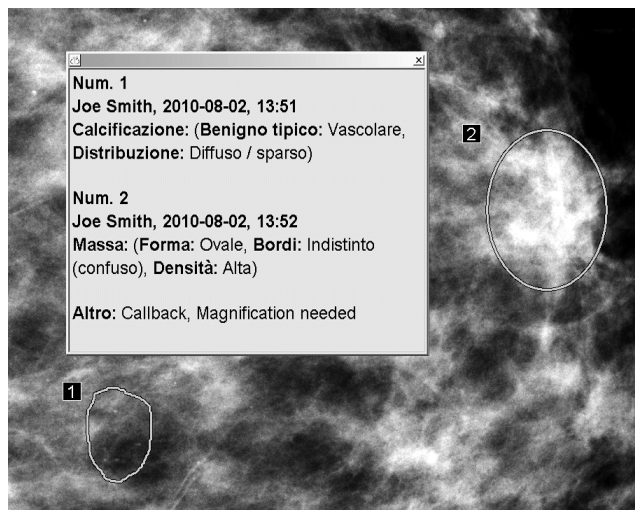 Num. 1
Joe Smith, 2010-08-02, 13:51
Calcificazione: (Benigno tipico: Vascolare,
Distribuzione: Diffuso / sparso)
Num. 2
Joe Smith, 2010-08-02, 13:52
Massa: (Forma: Ovale, Bordi: Indistinto
(confuso), Densità: Alta)
Altro: Callback, Magnification needed
2
1